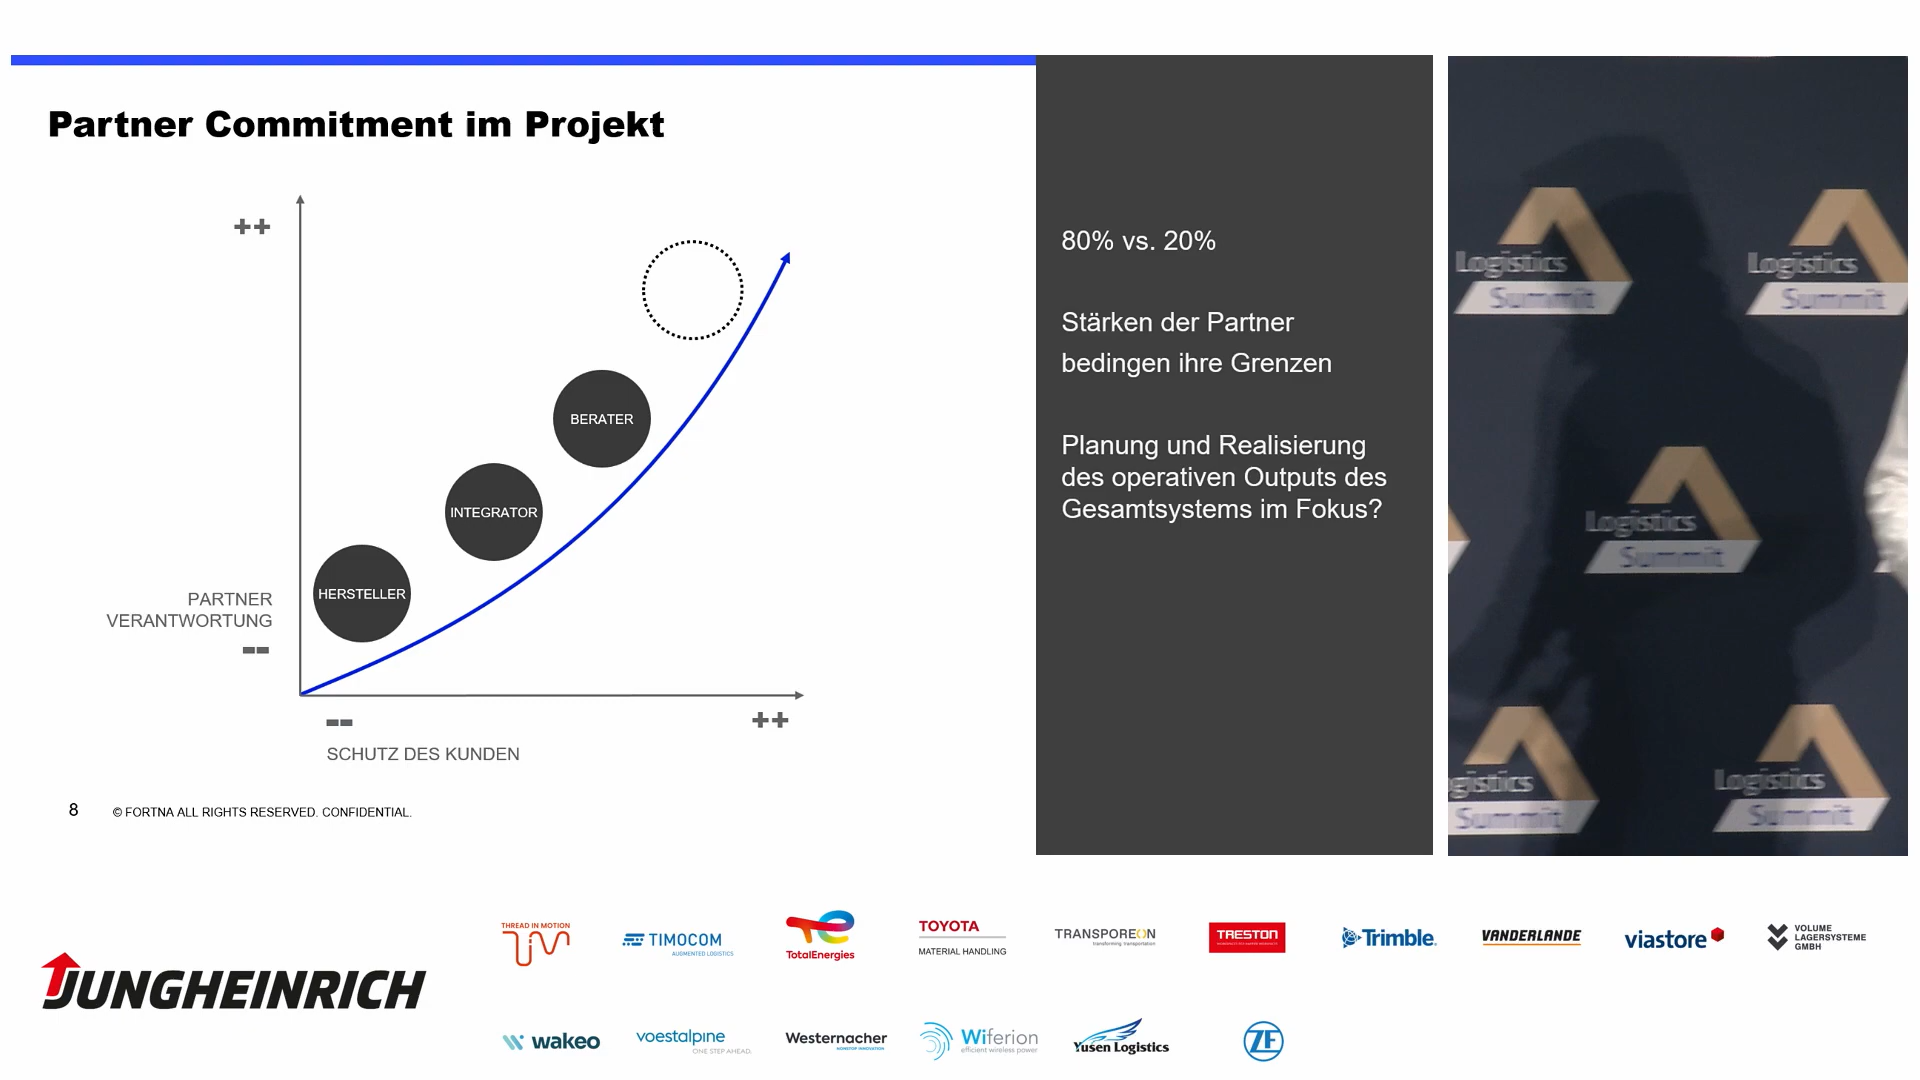 Partner Commitment im Projekt
++
BERATER
INTEGRATOR
HERSTELLER
PARTNER
VERANTWORTUNG
--
--
++
SCHUTZ DES KUNDEN
8
© FORTNA ALL RIGHTS RESERVED. CONFIDENTIAL.
80% vs. 20%
Stärken der Partner
bedingen ihre Grenzen
Planung und Realisierung
des operativen Outputs des
Gesamtsystems im Fokus?
Logistics
Summit
Logistics
Summit
Logistics
Summit
gistics
Summit
Logistics
Summit
JUNGHEINRICH
THREAD IN MOTION
TIMOCOM
AUGMENTED LOGISTICS
TotalEnergies
TOYOTA
MATERIAL HANDLING
TRANSPOREON
transforming transportation
TRESTON
Trimble
VANDERLANDE
viastore
VOLUME
LAGERSYSTEME
GMBH
wakeo
voestalpine
ONE STEP AHEAD.
Westernacher
NONSTOP INNOVATION
Wiferion
efficient wireless power
Yusen Logistics
ZF